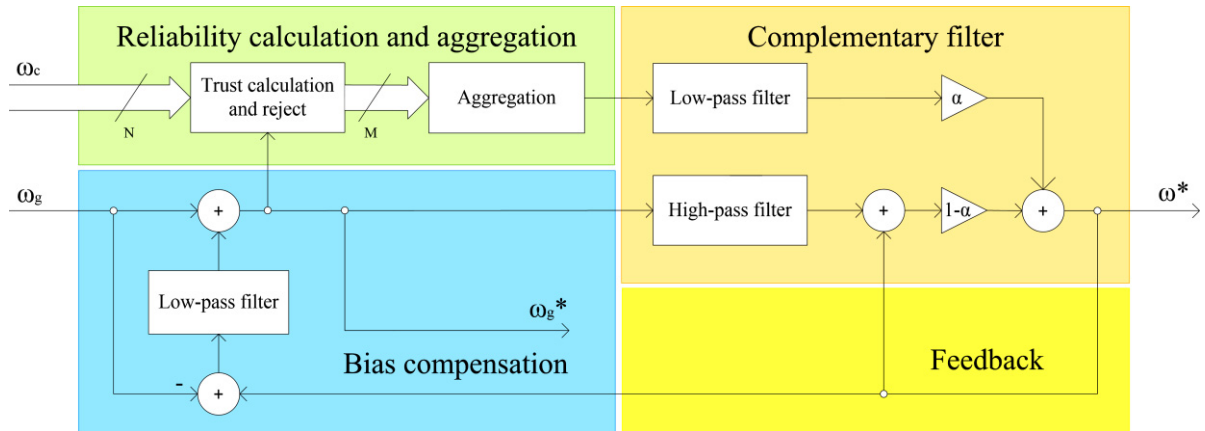 Reliability calculation and aggregation
Complementary filter
ωc
N
Trust calculation
and reject
M
Aggregation
Low-pass filter
α
ωg
+
High-pass filter
+
1-α
+
ω*
Low-pass filter
ωg*
Bias compensation
Feedback
-
+